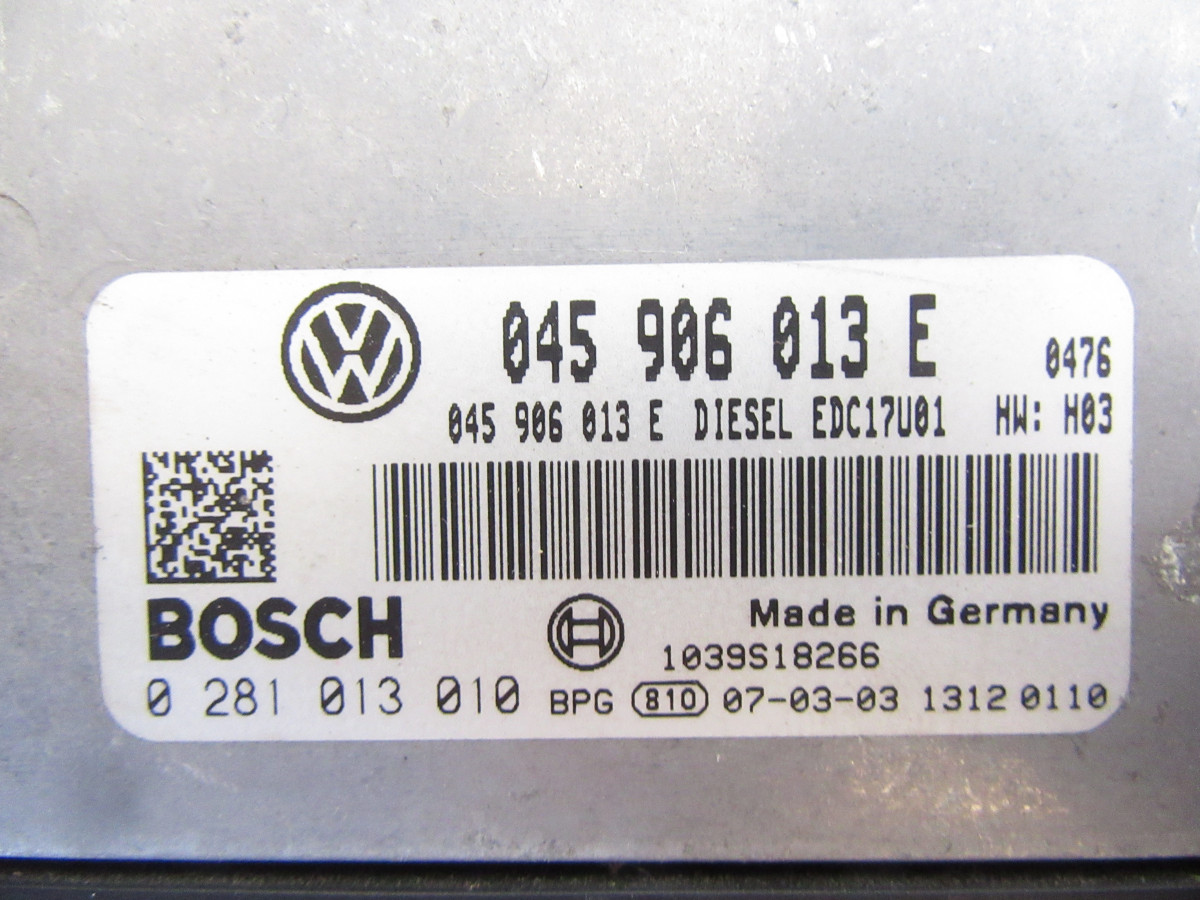 045 906 013 E
0476
045 906 013 E DIESEL EDC17U01 HW: H03
BOSCH
Made in Germany
1039S18266
0 281 013 010 BPG 810 07-03-03 1312 0110